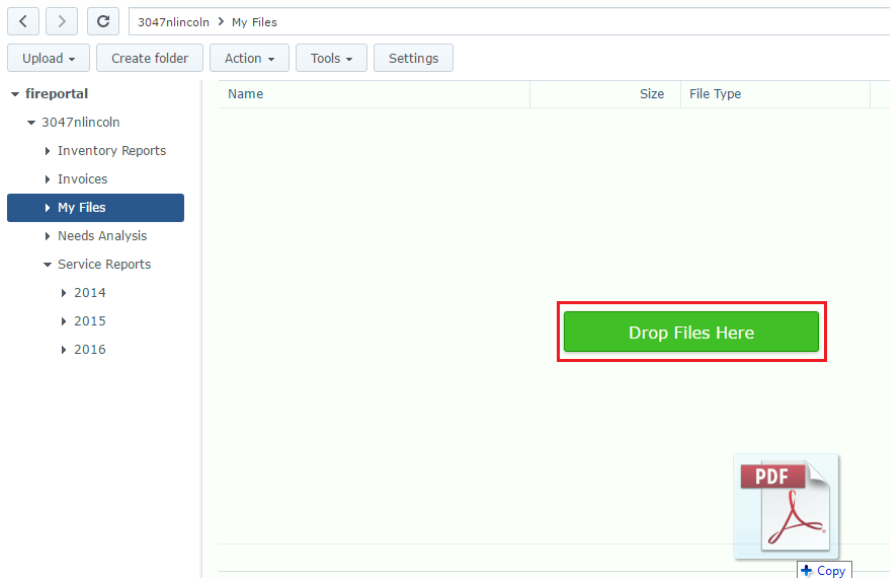 3047nlincoln > My Files
Upload Create folder Action Tools Settings
fireportal
3047nlincoln
Inventory Reports
Invoices
My Files
Needs Analysis
Service Reports
2014
2015
2016
Name Size File Type
Drop Files Here
PDF
Copy